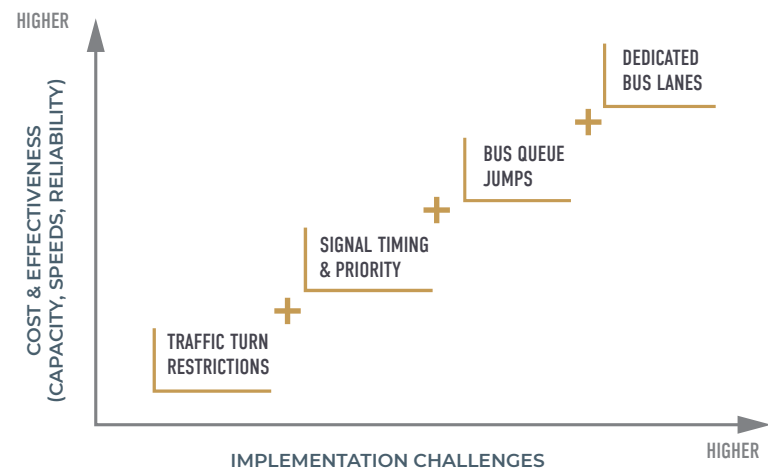 HIGHER
COST & EFFECTIVENESS
(CAPACITY, SPEEDS, RELIABILITY)
DEDICATED
BUS LANES
BUS QUEUE
JUMPS
SIGNAL TIMING
& PRIORITY
TRAFFIC TURN
RESTRICTIONS
IMPLEMENTATION CHALLENGES
HIGHER